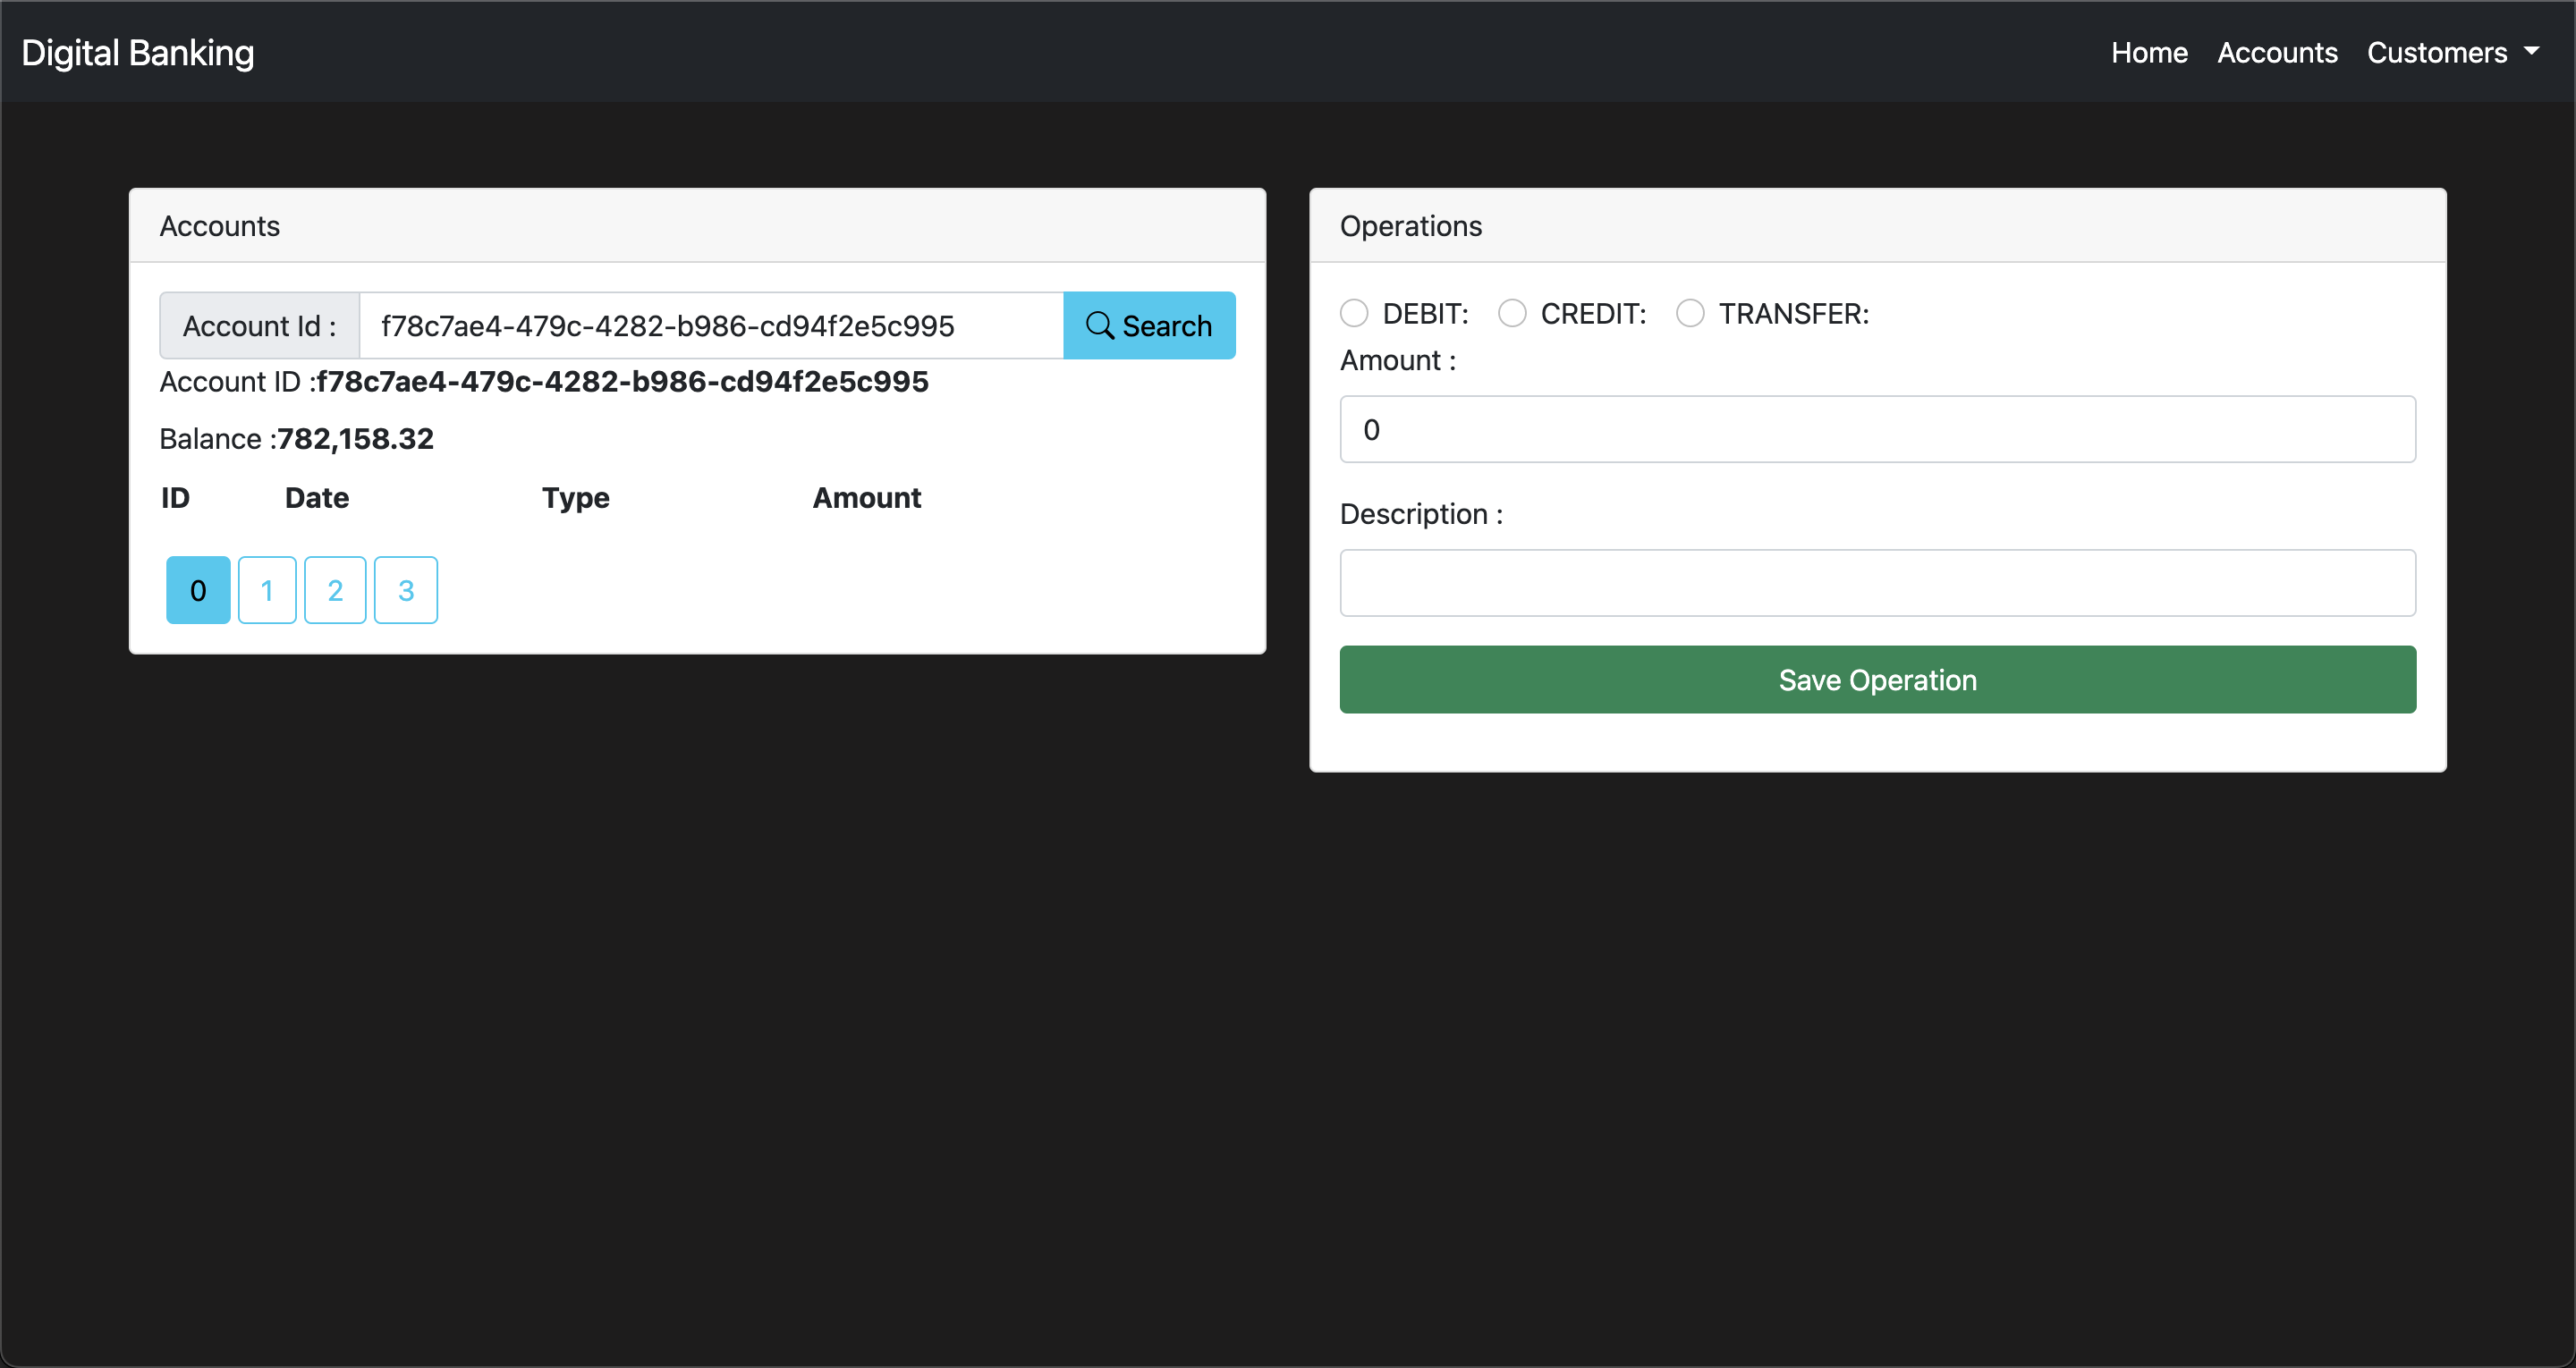 Digital Banking
Home Accounts Customers
Accounts
Account Id : f78c7ae4-479c-4282-b986-cd94f2e5c995 Search
Account ID :f78c7ae4-479c-4282-b986-cd94f2e5c995
Balance :782,158.32
ID Date Type Amount
0 1 2 3
Operations
DEBIT: CREDIT: TRANSFER:
Amount :
0
Description :
Save Operation